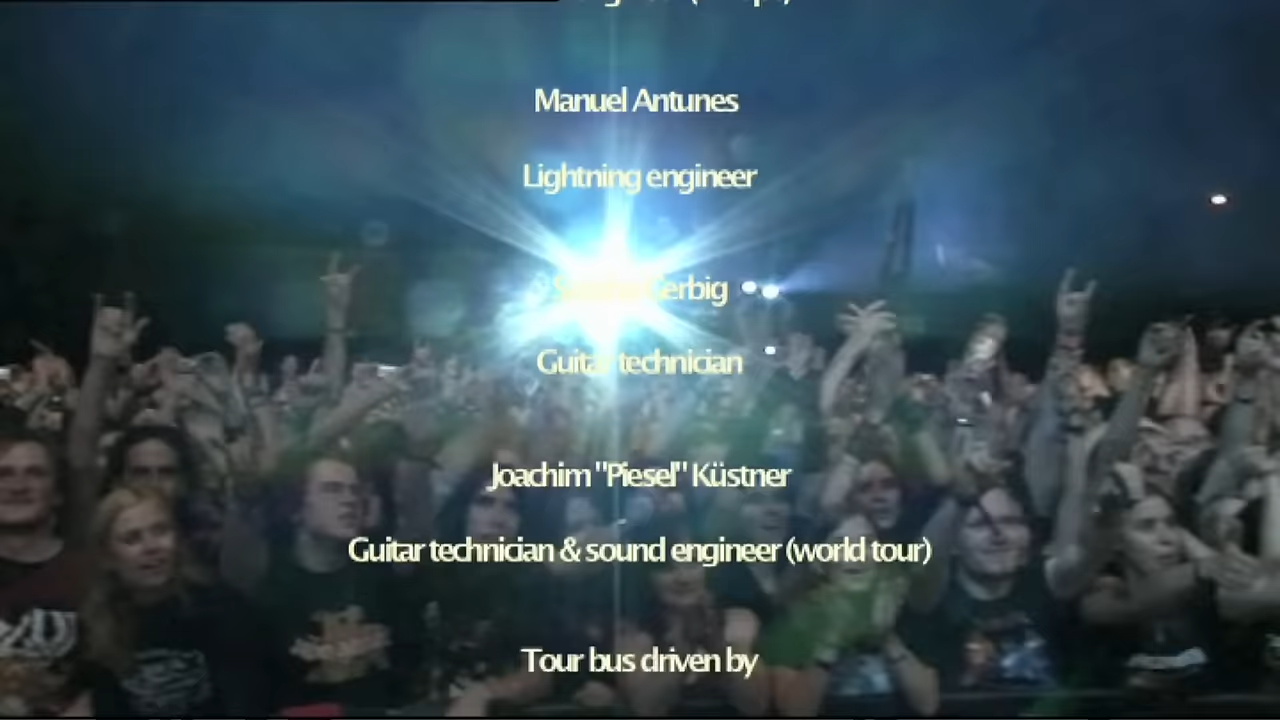 Manuel Antunes
Lightning engineer
Guitar technician
Joachim "Piesel" Küstner
Guitar technician & sound engineer (world tour)
Tour bus driven by